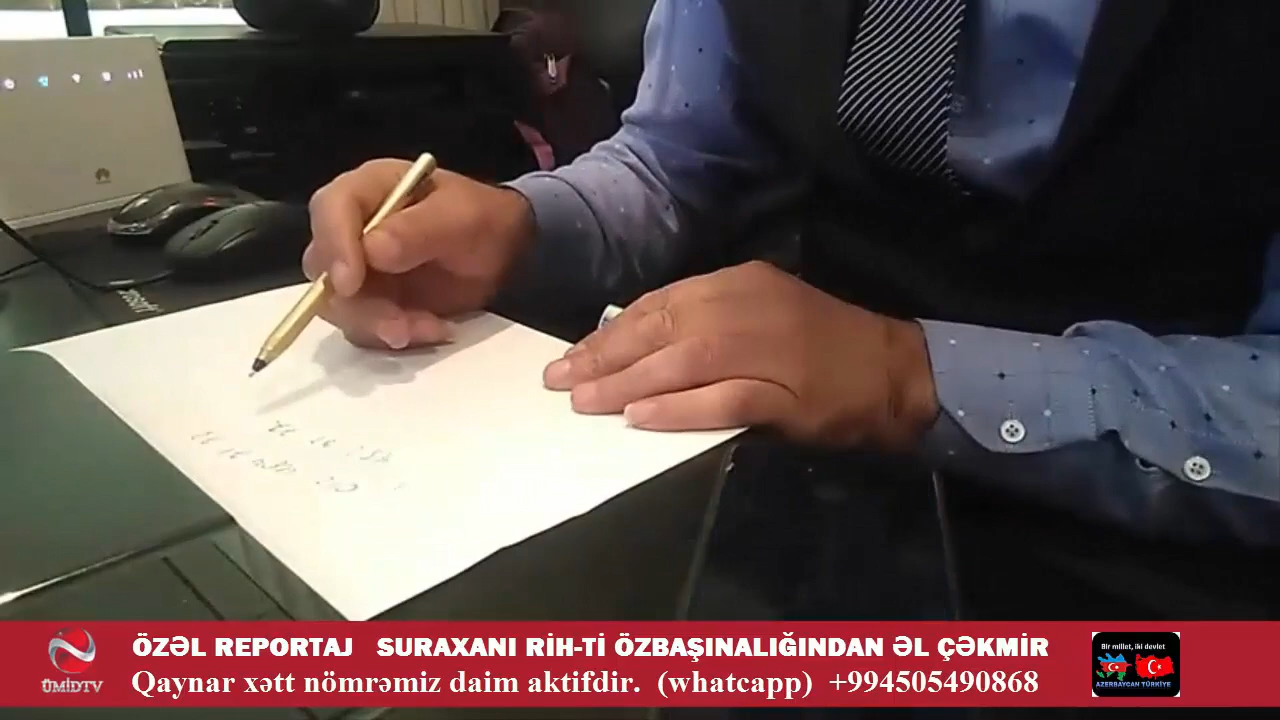 ÖZƏL REPORTAJ SURAXANI RİH-Tİ ÖZBAŞINALIĞINDAN ƏL ÇƏKMİR
Qaynar xətt nömrəmiz daim aktifdir. (whatcapp) +994505490868
ÜMİDTV
Bir millet, iki devlet
AZERBAYCAN TÜRKİYE